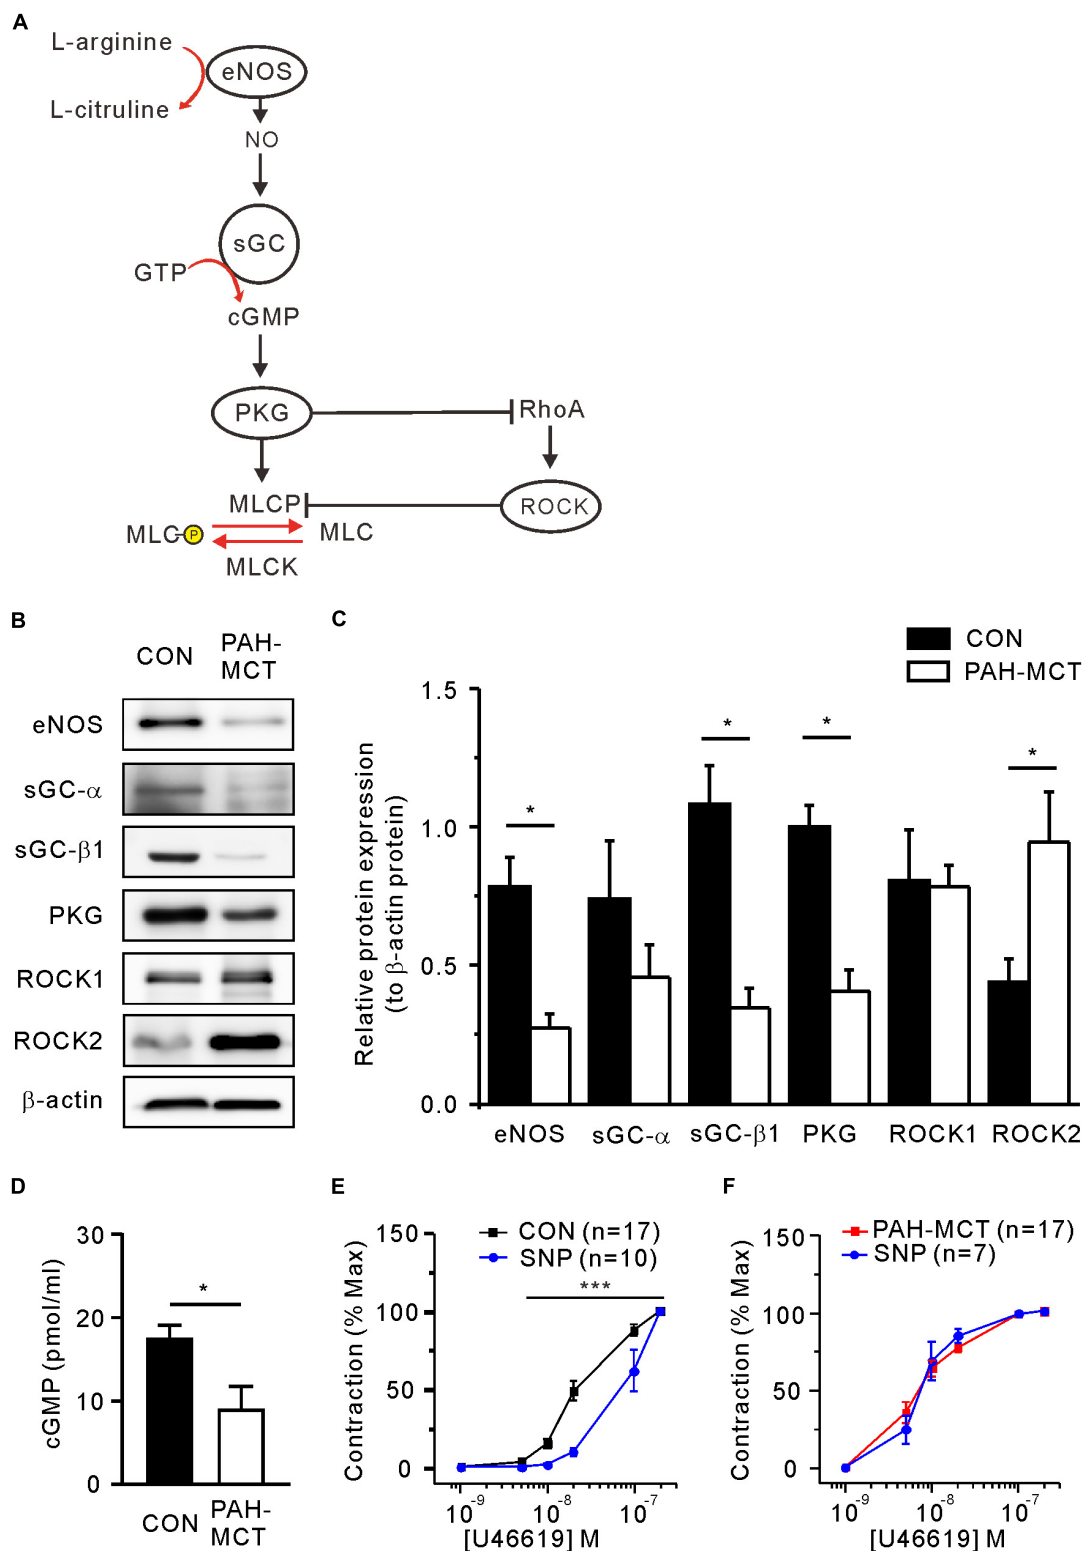 A
L-arginine
eNOS
L-citruline
NO
sGC
GTP
cGMP
PKG
RhoA
MLCP
ROCK
MLC
P
MLC
MLCK
B
CON
PAH-
MCT
eNOS
sGC-α
sGC-β1
PKG
ROCK1
ROCK2
β-actin
C
CON
PAH-MCT
Relative protein expression
(to β-actin protein)
1.5
1.0
0.5
0.0
*
*
*
*
eNOS
sGC-α
sGC-β1
PKG
ROCK1
ROCK2
D
cGMP (pmol/ml)
30
20
10
0
*
CON
PAH-
MCT
E
Contraction (% Max)
150
100
50
0
CON (n=17)
SNP (n=10)
***
10⁻⁹
10⁻⁸
10⁻⁷
[U46619] M
F
Contraction (% Max)
150
100
50
0
PAH-MCT (n=17)
SNP (n=7)
10⁻⁹
10⁻⁸
10⁻⁷
[U46619] M